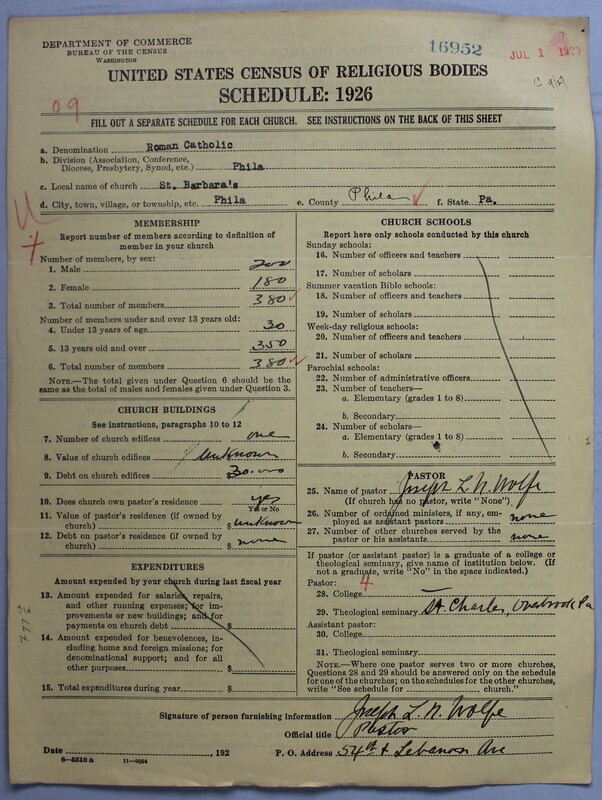 DEPARTMENT OF COMMERCE
BUREAU OF THE CENSUS
WASHINGTON
16952
JUL 1 1927
UNITED STATES CENSUS OF RELIGIOUS BODIES
SCHEDULE: 1926
09
FILL OUT A SEPARATE SCHEDULE FOR EACH CHURCH. SEE INSTRUCTIONS ON THE BACK OF THIS SHEET
a. Denomination Roman Catholic
b. Division (Association, Conference,
Diocese, Presbytery, Synod, etc.) Phila
c. Local name of church St. Barbara's
d. City, town, village, or township, etc. Phila e. County Phila f. State Pa.
MEMBERSHIP
Report number of members according to definition of
member in your church
Number of members, by sex:
1. Male 200
2. Female 180
3. Total number of members 380
Number of members under and over 13 years old:
4. Under 13 years of age 30
5. 13 years old and over 350
6. Total number of members 380
NOTE.—The total given under Question 6 should be the
same as the total of males and females given under Question 3.
CHURCH BUILDINGS
See instructions, paragraphs 10 to 12
7. Number of church edifices one
8. Value of church edifices unknown
9. Debt on church edifices 30.000
10. Does church own pastor's residence yes
Yes or No
11. Value of pastor's residence (if owned by
church) $ unknown
12. Debt on pastor's residence (if owned by
church) $ none
EXPENDITURES
Amount expended by your church during last fiscal year
13. Amount expended for salaries, repairs,
and other running expenses; for im-
provements or new buildings; and for
payments on church debt $
14. Amount expended for benevolences, in-
cluding home and foreign missions; for
denominational support; and for all
other purposes $
15. Total expenditures during year $
CHURCH SCHOOLS
Report here only schools conducted by this church
Sunday schools:
16. Number of officers and teachers
17. Number of scholars
Summer vacation Bible schools:
18. Number of officers and teachers
19. Number of scholars
Week-day religious schools:
20. Number of officers and teachers
21. Number of scholars
Parochial schools:
22. Number of administrative officers
23. Number of teachers—
a. Elementary (grades 1 to 8)
b. Secondary
24. Number of scholars—
a. Elementary (grades 1 to 8)
b. Secondary
PASTOR
25. Name of pastor Joseph L. N. Wolfe
(If church has no pastor, write "None")
26. Number of ordained ministers, if any, em-
ployed as assistant pastors none
27. Number of other churches served by the
pastor or his assistants none
If pastor (or assistant pastor) is a graduate of a college or
theological seminary, give name of institution below. (If
not a graduate, write "No" in the space indicated.)
Pastor: 4
28. College
29. Theological seminary St. Charles, Overbrook Pa
Assistant pastor:
30. College
31. Theological seminary
NOTE.—Where one pastor serves two or more churches,
Questions 28 and 29 should be answered only on the schedule
for one of the churches; on the schedules for the other churches,
write "See schedule for church."
Signature of person furnishing information Joseph L. N. Wolfe
Official title Pastor
Date , 192 P. O. Address 54th & Lebanon Ave
8—5518 a 11—9034